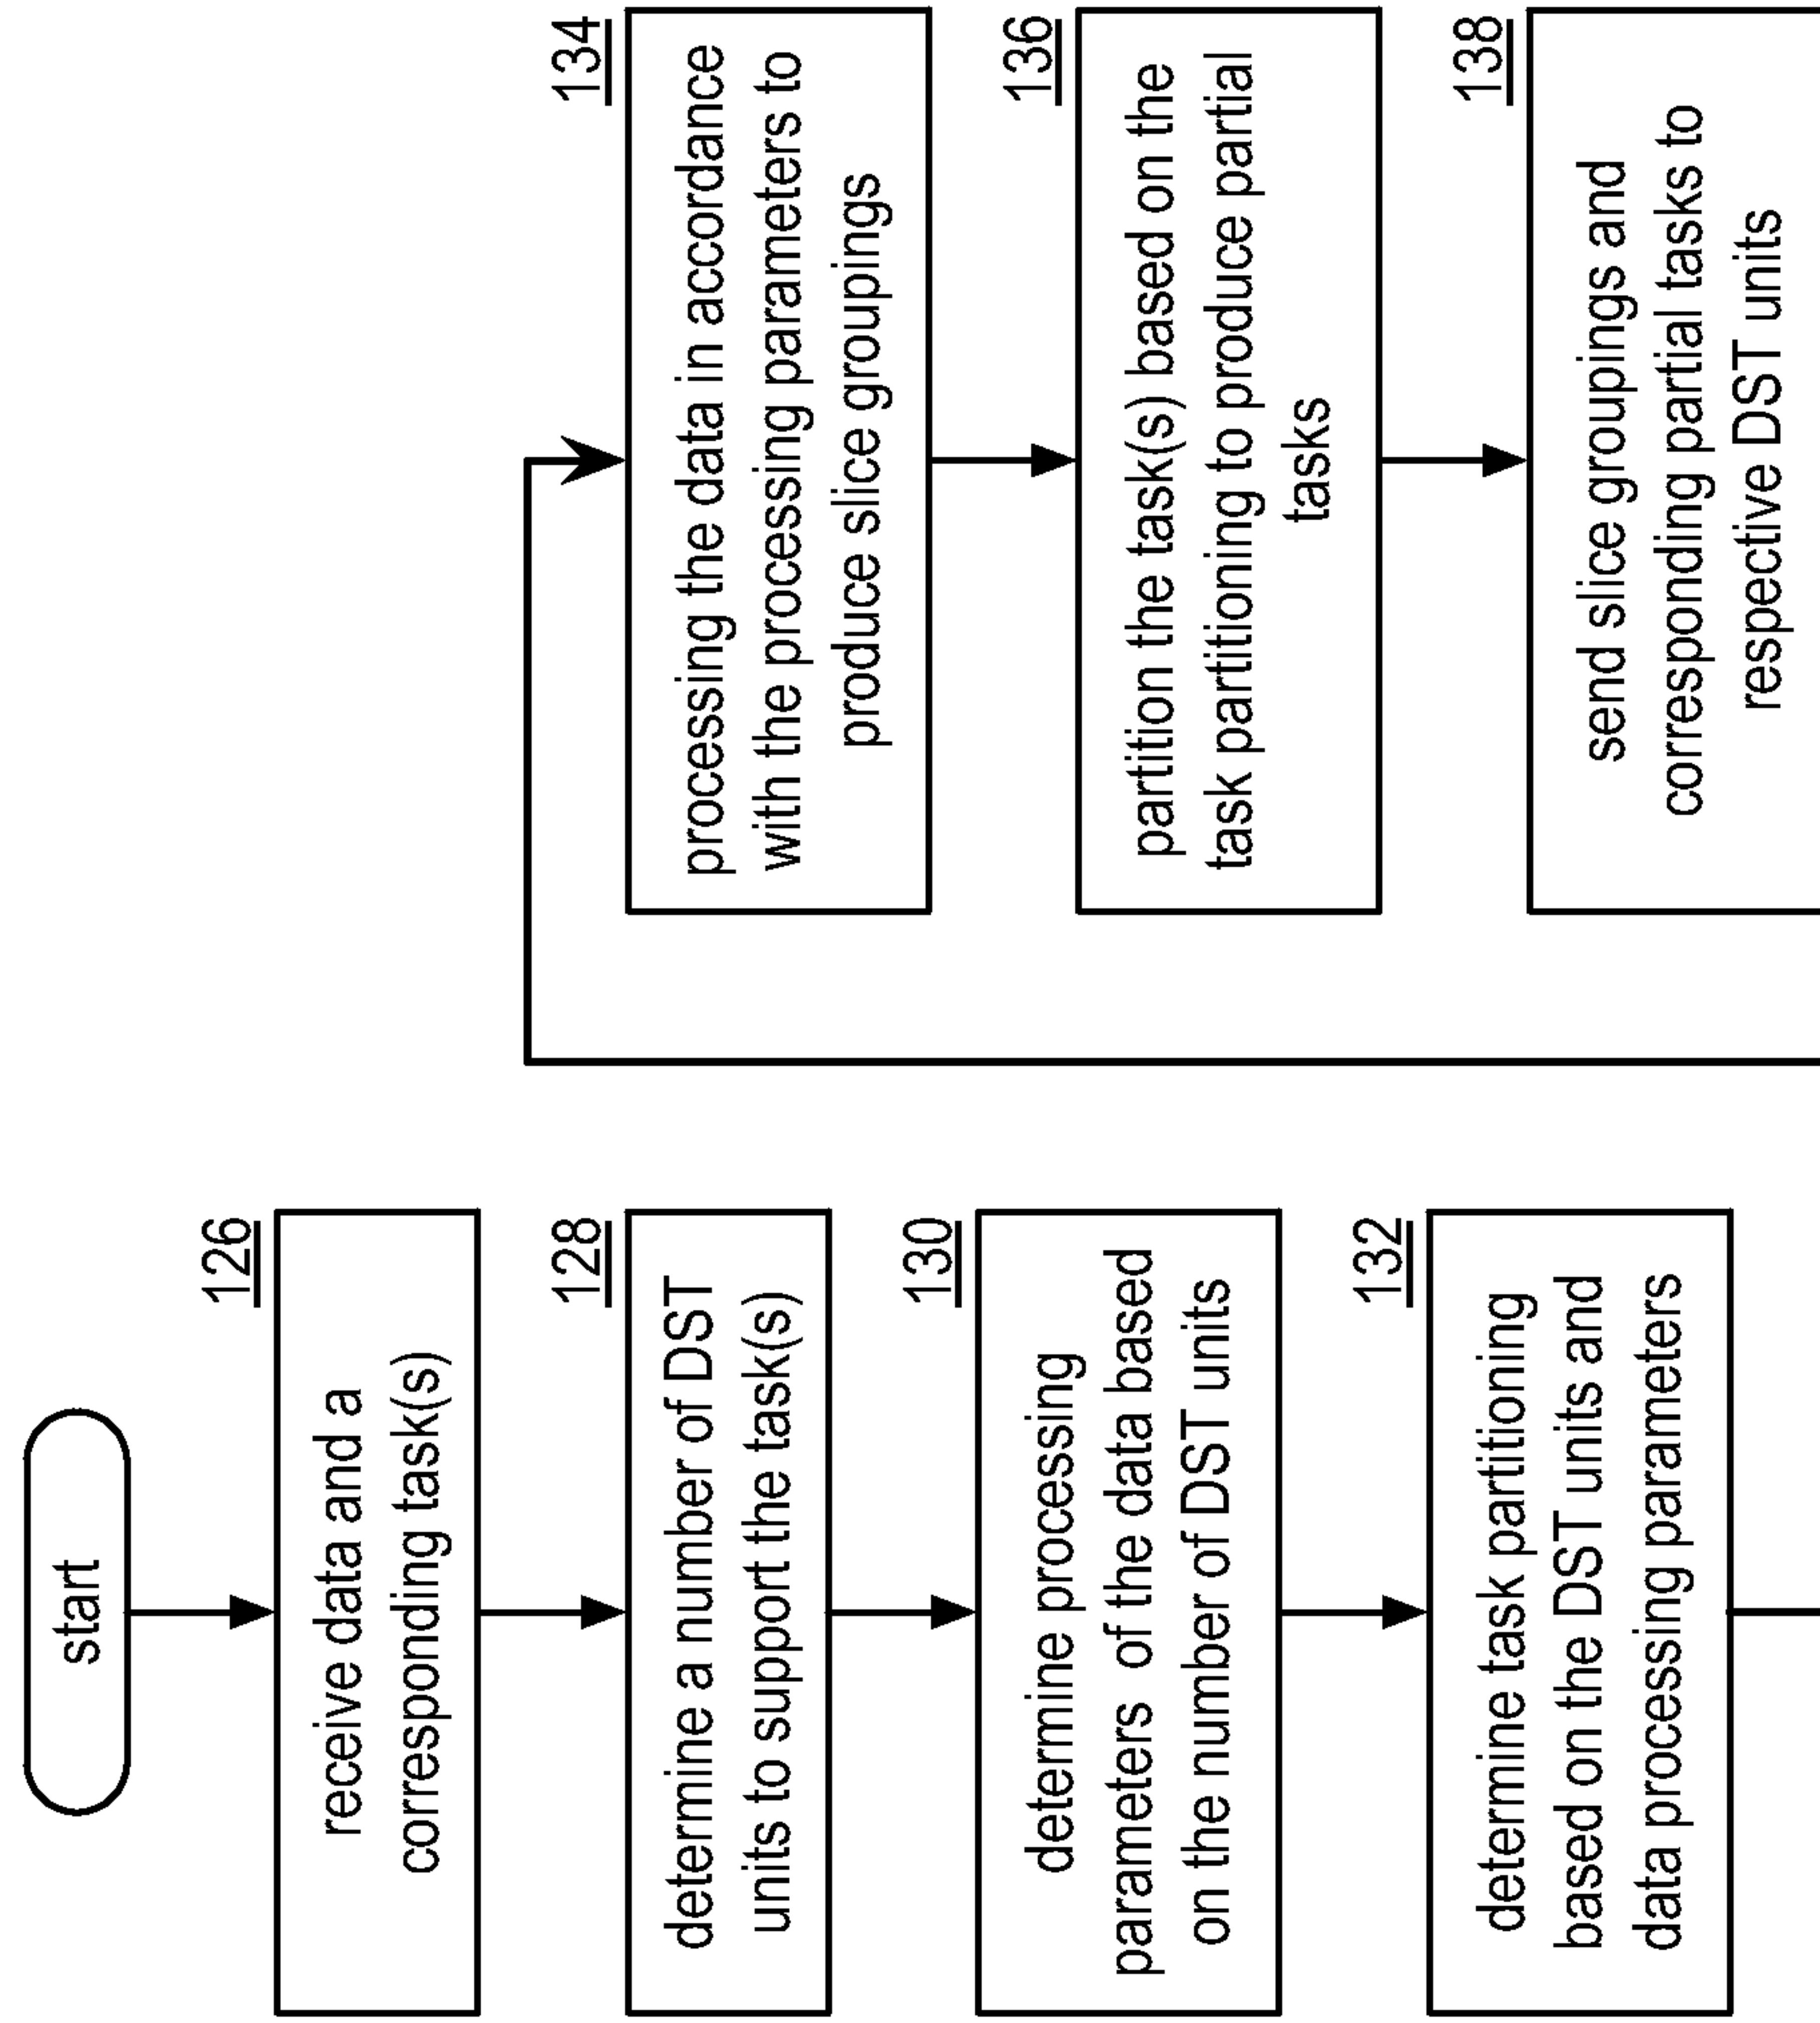 start
126
receive data and a
corresponding task(s)
128
determine a number of DST
units to support the task(s)
130
determine processing
parameters of the data based
on the number of DST units
132
determine task partitioning
based on the DST units and
data processing parameters
134
processing the data in accordance
with the processing parameters to
produce slice groupings
136
partition the task(s) based on the
task partitioning to produce partial
tasks
138
send slice groupings and
corresponding partial tasks to
respective DST units